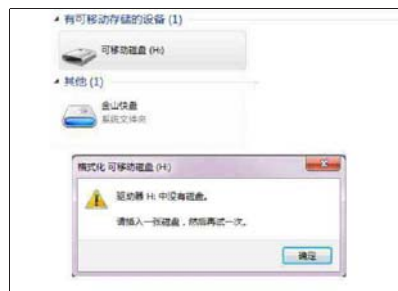 有可移动存储的设备 (1)
可移动磁盘 (H:)
其他 (1)
金山快盘
系统文件夹
格式化 可移动磁盘 (H:)
驱动器 H: 中没有磁盘。
请插入一张磁盘，然后再试一次。
确定